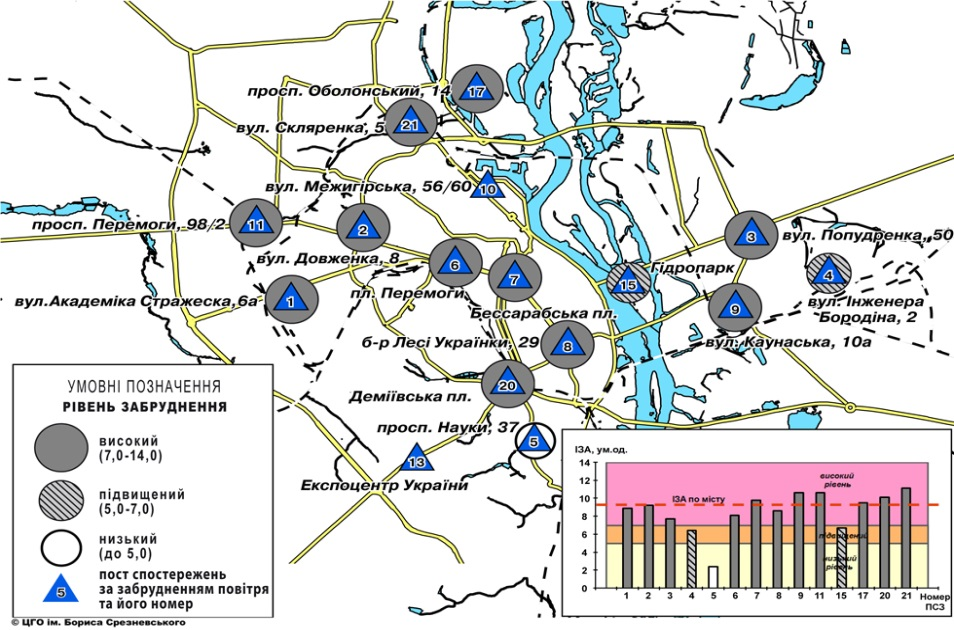 просп. Оболонський, 14
17
вул. Скляренка, 5
21
вул. Межигірська, 56/60
10
просп. Перемоги, 98/2
11
2
3
вул. Попудренка, 50
вул. Довженка, 8
6
7
15
Гідропарк
4
вул.Академіка Стражеска,6а
1
пл. Перемоги
Бессарабська пл.
9
вул. Інженера
Бородіна, 2
б-р Лесі Українки, 29
8
вул. Каунаська, 10а
Деміївська пл.
20
просп. Науки, 37
5
13
Експоцентр України
УМОВНІ ПОЗНАЧЕННЯ
РІВЕНЬ ЗАБРУДНЕННЯ
високий
(7,0-14,0)
підвищений
(5,0-7,0)
низький
(до 5,0)
5
пост спостережень
за забрудненням повітря
та його номер
ІЗА, ум.од.
14
12
10
8
6
4
2
0
високий
рівень
ІЗА по місту
підвищений
низький
рівень
1 2 3 4 5 6 7 8 9 11 15 17 20 21
Номер
ПСЗ
© ЦГО ім. Бориса Срезневського